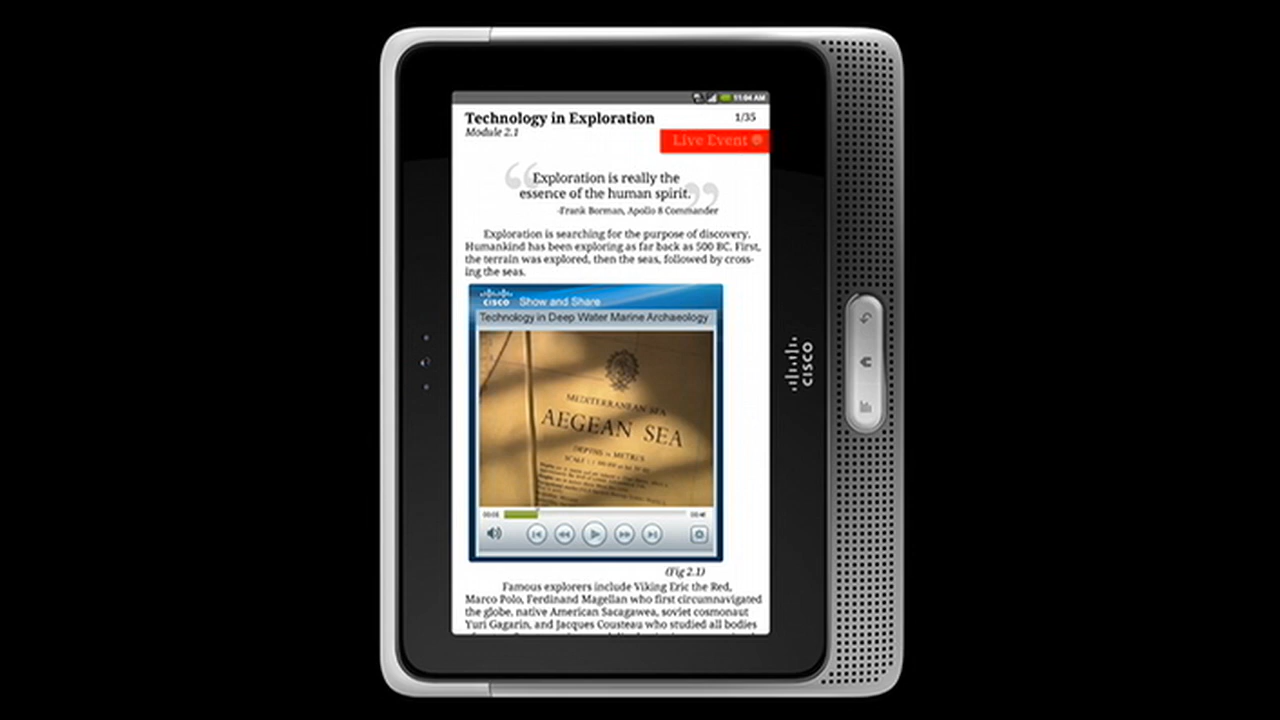 11:04 AM
Technology in Exploration
1/35
Module 2.1
Live Event
“Exploration is really the
essence of the human spirit.”
-Frank Borman, Apollo 8 Commander
Exploration is searching for the purpose of discovery.
Humankind has been exploring as far back as 500 BC. First,
the terrain was explored, then the seas, followed by cross-
ing the seas.
CISCO Show and Share
Technology in Deep Water Marine Archaeology
MEDITERRANEAN SEA
AEGEAN SEA
DEPTHS in METRES
(Fig 2.1)
Famous explorers include Viking Eric the Red,
Marco Polo, Ferdinand Magellan who first circumnavigated
the globe, native American Sacagawea, soviet cosmonaut
Yuri Gagarin, and Jacques Cousteau who studied all bodies
CISCO